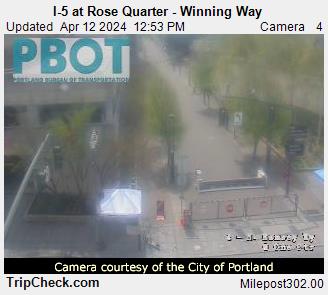 I-5 at Rose Quarter - Winning Way
Updated Apr 12 2024 12:53 PM Camera 4
PBOT
PORTLAND BUREAU OF TRANSPORTATION
Camera courtesy of the City of Portland
TripCheck.com Milepost302.00